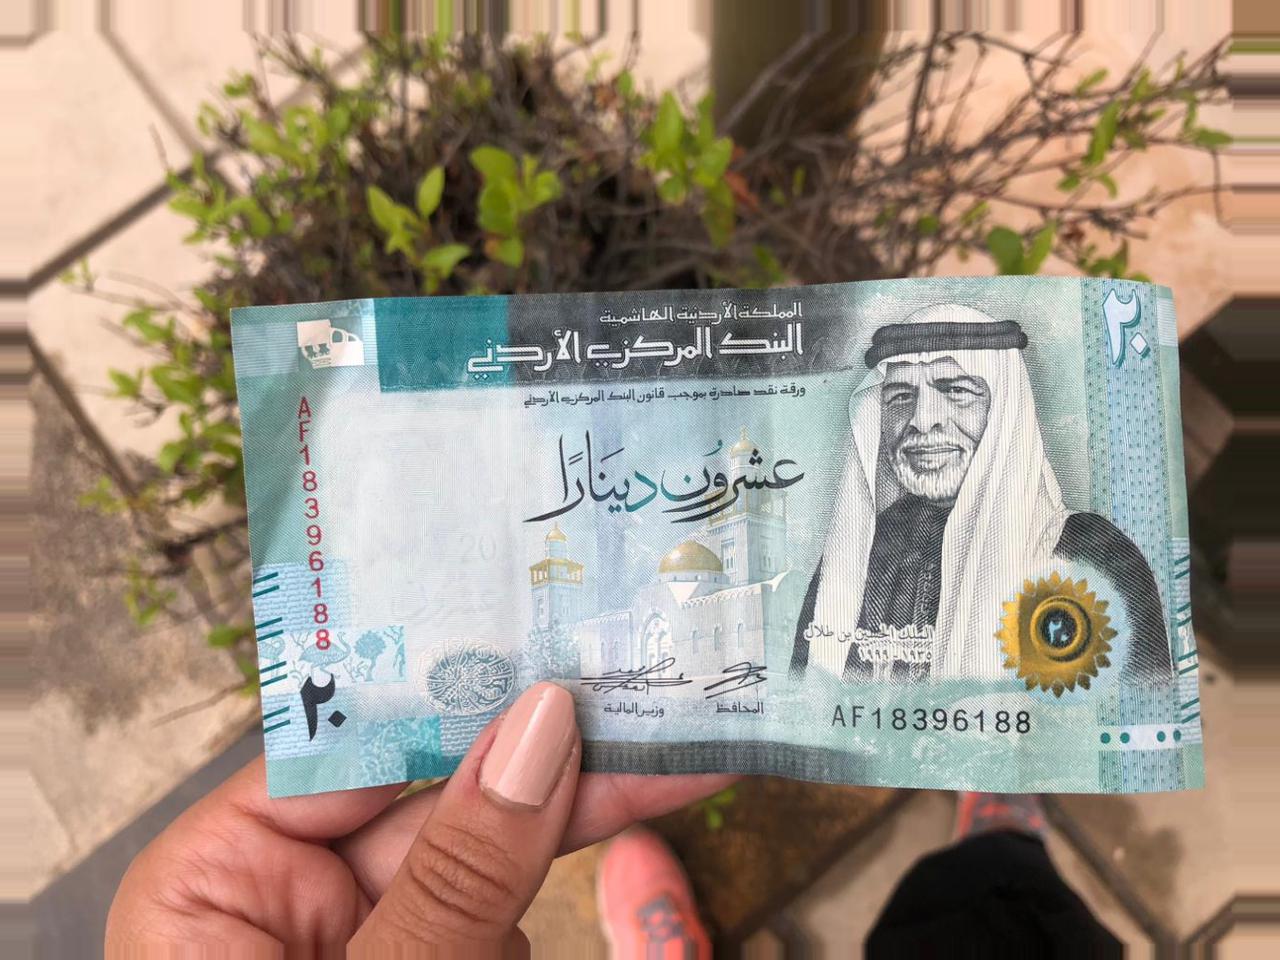 المملكة الأردنية الهاشمية
البنك المركزي الأردني
ورقة نقد صادرة بموجب قانون البنك المركزي الأردني
٢٠
AF18396188
عشرون دينارًا
20
الملك الحسين بن طلال
١٩٣٥-١٩٩٩
٢٠
وزير المالية
المحافظ
AF18396188
٢٠